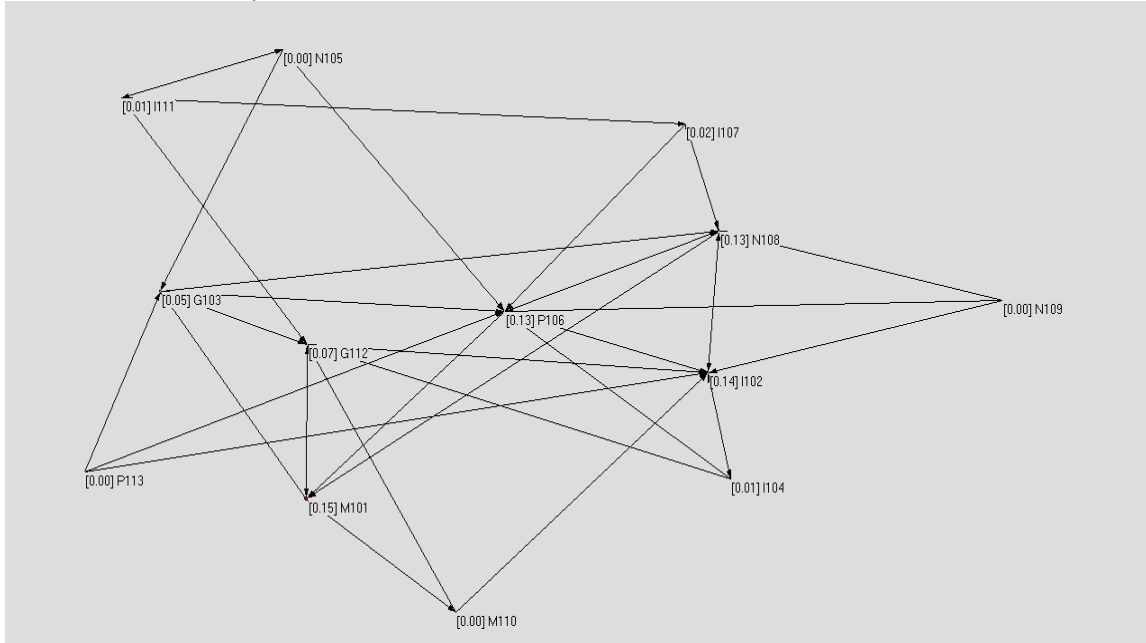 [0.00] N105
[0.01] I111
[0.02] I107
[0.13] N108
[0.05] G103
[0.00] N109
[0.13] P106
[0.07] G112
[0.14] I102
[0.00] P113
[0.01] I104
[0.15] M101
[0.00] M110